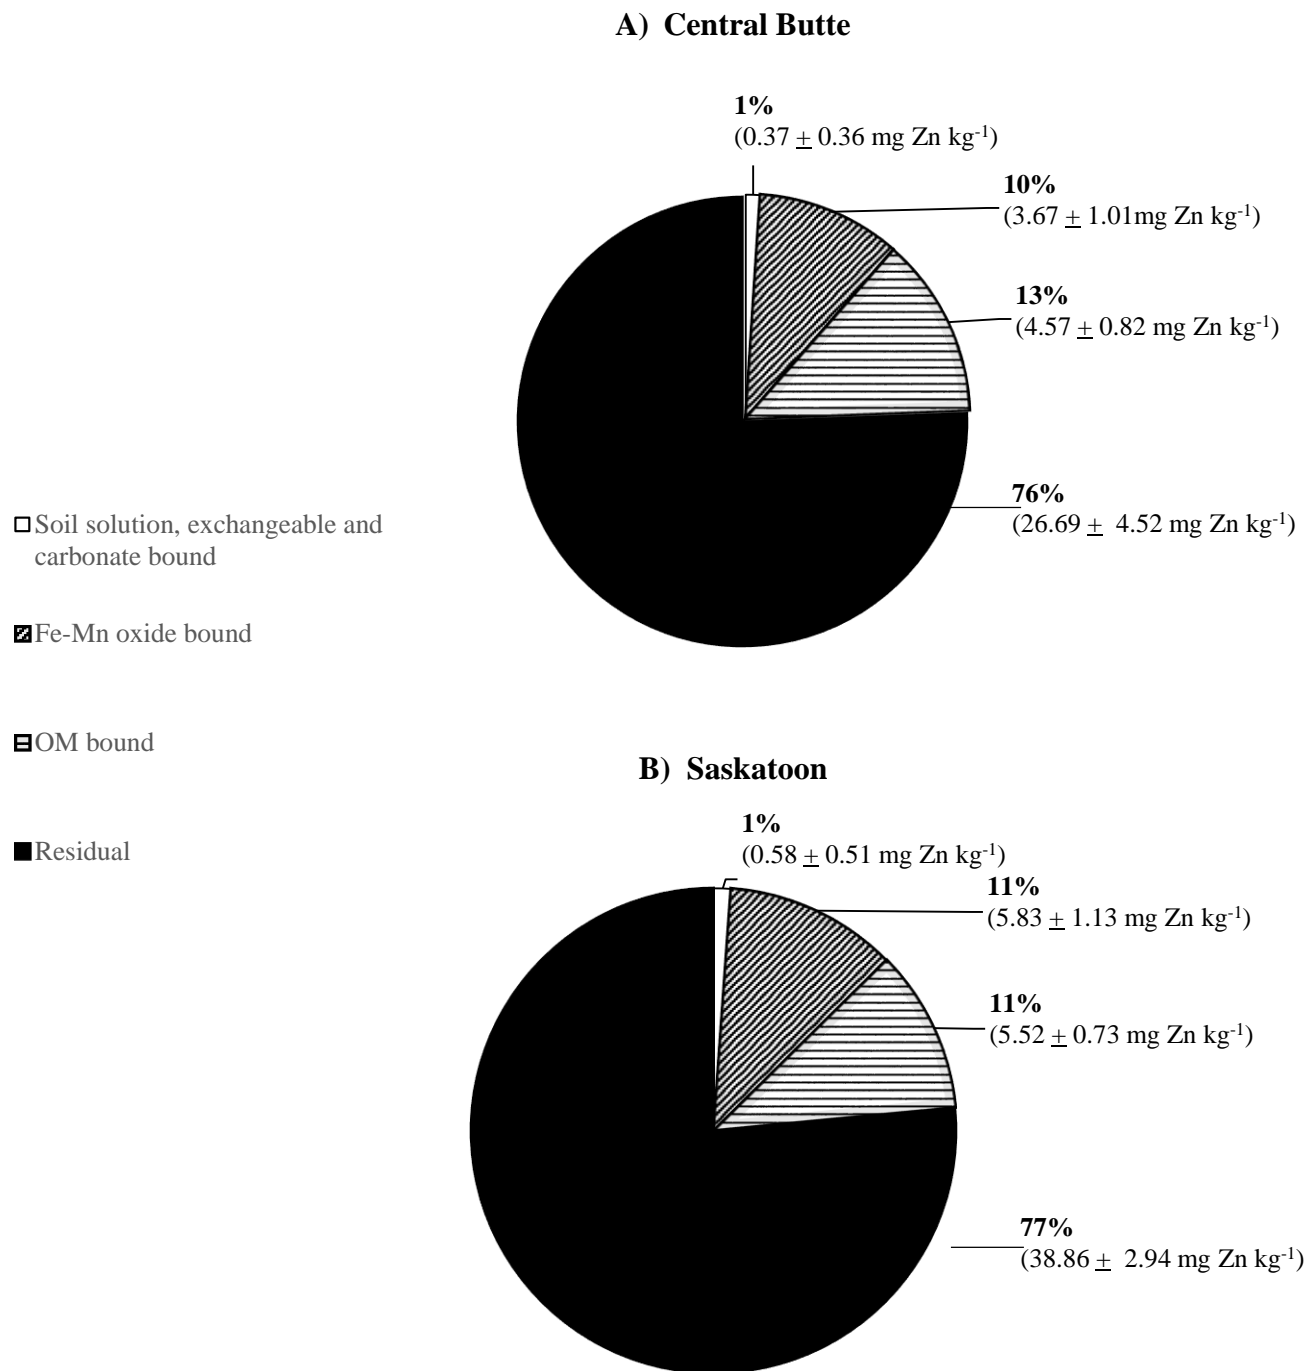 A) Central Butte
1%
(0.37 ± 0.36 mg Zn kg⁻¹)
10%
(3.67 ± 1.01mg Zn kg⁻¹)
13%
(4.57 ± 0.82 mg Zn kg⁻¹)
76%
(26.69 ± 4.52 mg Zn kg⁻¹)
Soil solution, exchangeable and
carbonate bound
Fe-Mn oxide bound
OM bound
Residual
B) Saskatoon
1%
(0.58 ± 0.51 mg Zn kg⁻¹)
11%
(5.83 ± 1.13 mg Zn kg⁻¹)
11%
(5.52 ± 0.73 mg Zn kg⁻¹)
77%
(38.86 ± 2.94 mg Zn kg⁻¹)